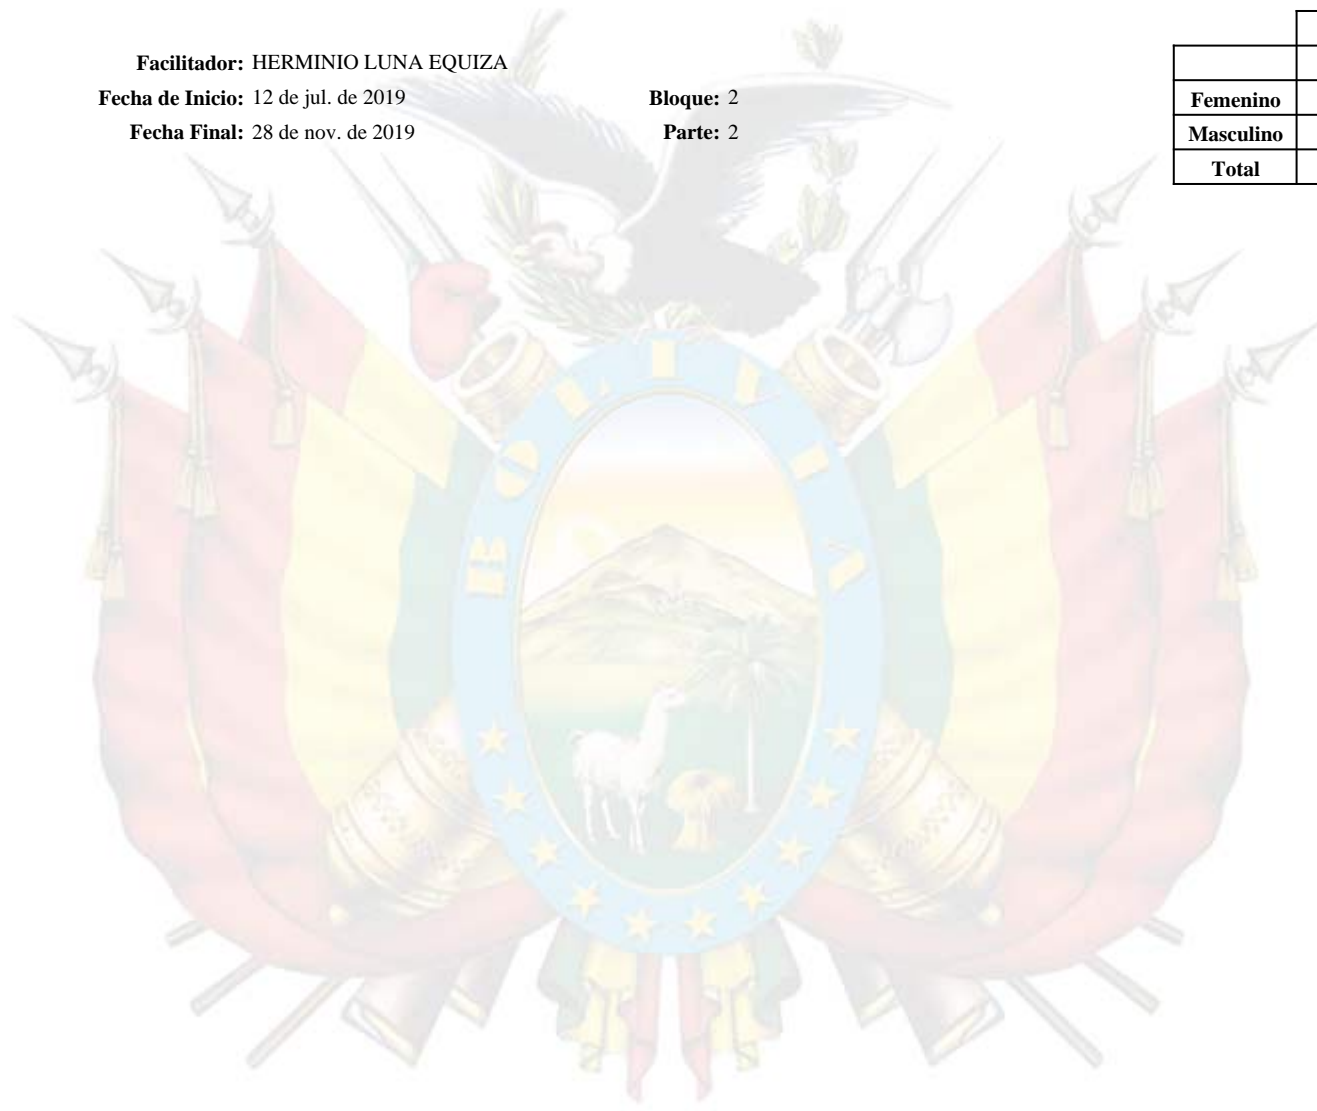 Facilitador: HERMINIO LUNA EQUIZA
Fecha de Inicio: 12 de jul. de 2019 Bloque: 2
Fecha Final: 28 de nov. de 2019 Parte: 2
Femenino
Masculino
Total
BOLIVIA